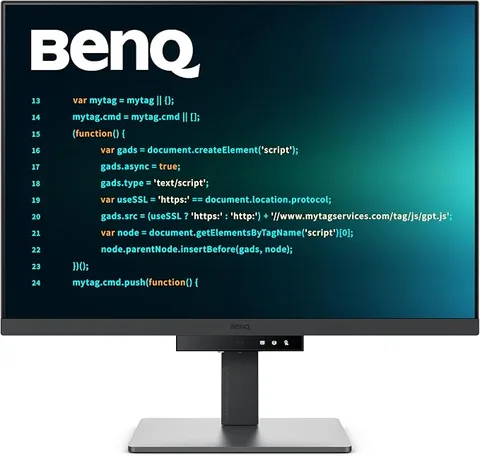 BenQ
13 var mytag = mytag || {};
14 mytag.cmd = mytag.cmd || [];
15 (function() {
16 var gads = document.createElement('script');
17 gads.async = true;
18 gads.type = 'text/script';
19 var useSSL = 'https:' == document.location.protocol;
20 gads.src = (useSSL ? 'https:' : 'http:') + '//www.mytagservices.com/tag/js/gpt.js';
21 var node = document.getElementsByTagName('script')[0];
22 node.parentNode.insertBefore(gads, node);
23 })();
24 mytag.cmd.push(function() {
BenQ